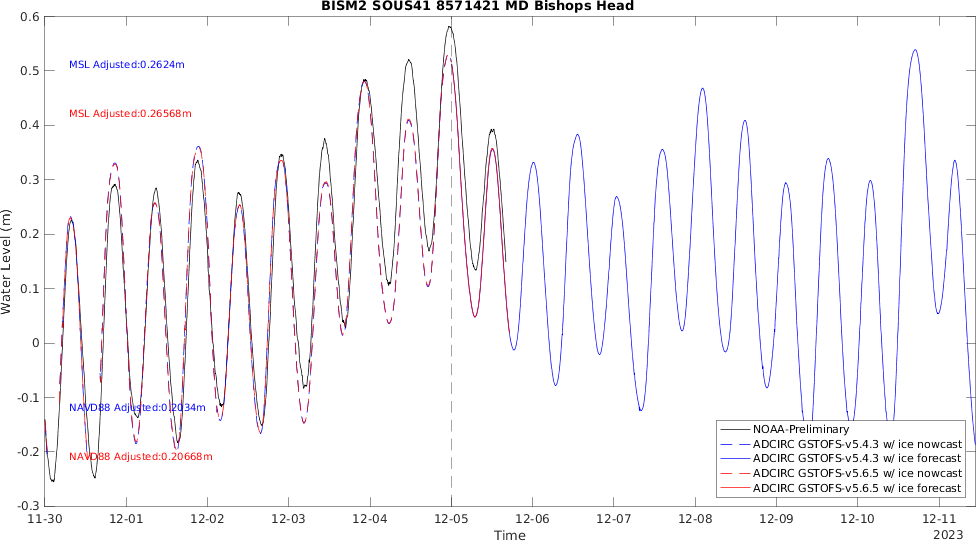 BISM2 SOUS41 8571421 MD Bishops Head
0.6
0.5
0.4
0.3
0.2
0.1
0
-0.1
-0.2
-0.3
Water Level (m)
MSL Adjusted:0.2624m
MSL Adjusted:0.26568m
NAVD88 Adjusted:0.2034m
NAVD88 Adjusted:0.20668m
NOAA-Preliminary
ADCIRC GSTOFS-v5.4.3 w/ ice nowcast
ADCIRC GSTOFS-v5.4.3 w/ ice forecast
ADCIRC GSTOFS-v5.6.5 w/ ice nowcast
ADCIRC GSTOFS-v5.6.5 w/ ice forecast
11-30 12-01 12-02 12-03 12-04 12-05 12-06 12-07 12-08 12-09 12-10 12-11
Time
2023